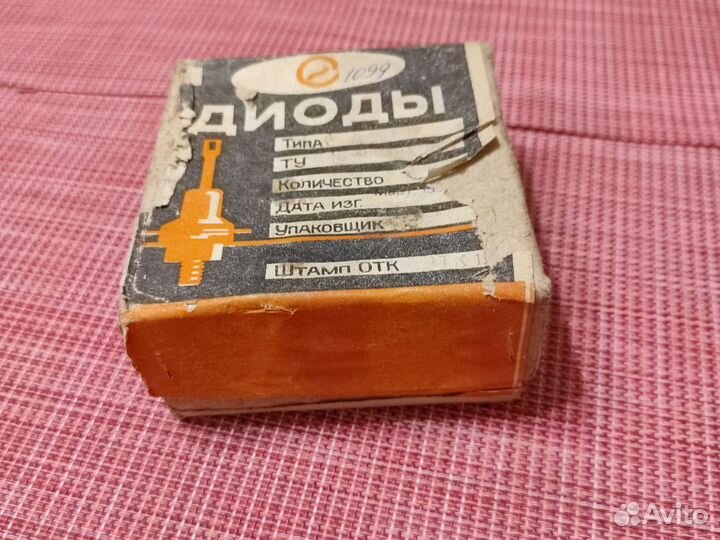 1099
ДИОДЫ
ТИПА
ТУ
КОЛИЧЕСТВО
ДАТА ИЗГ.
УПАКОВЩИК
ШТАМП ОТК
Avito